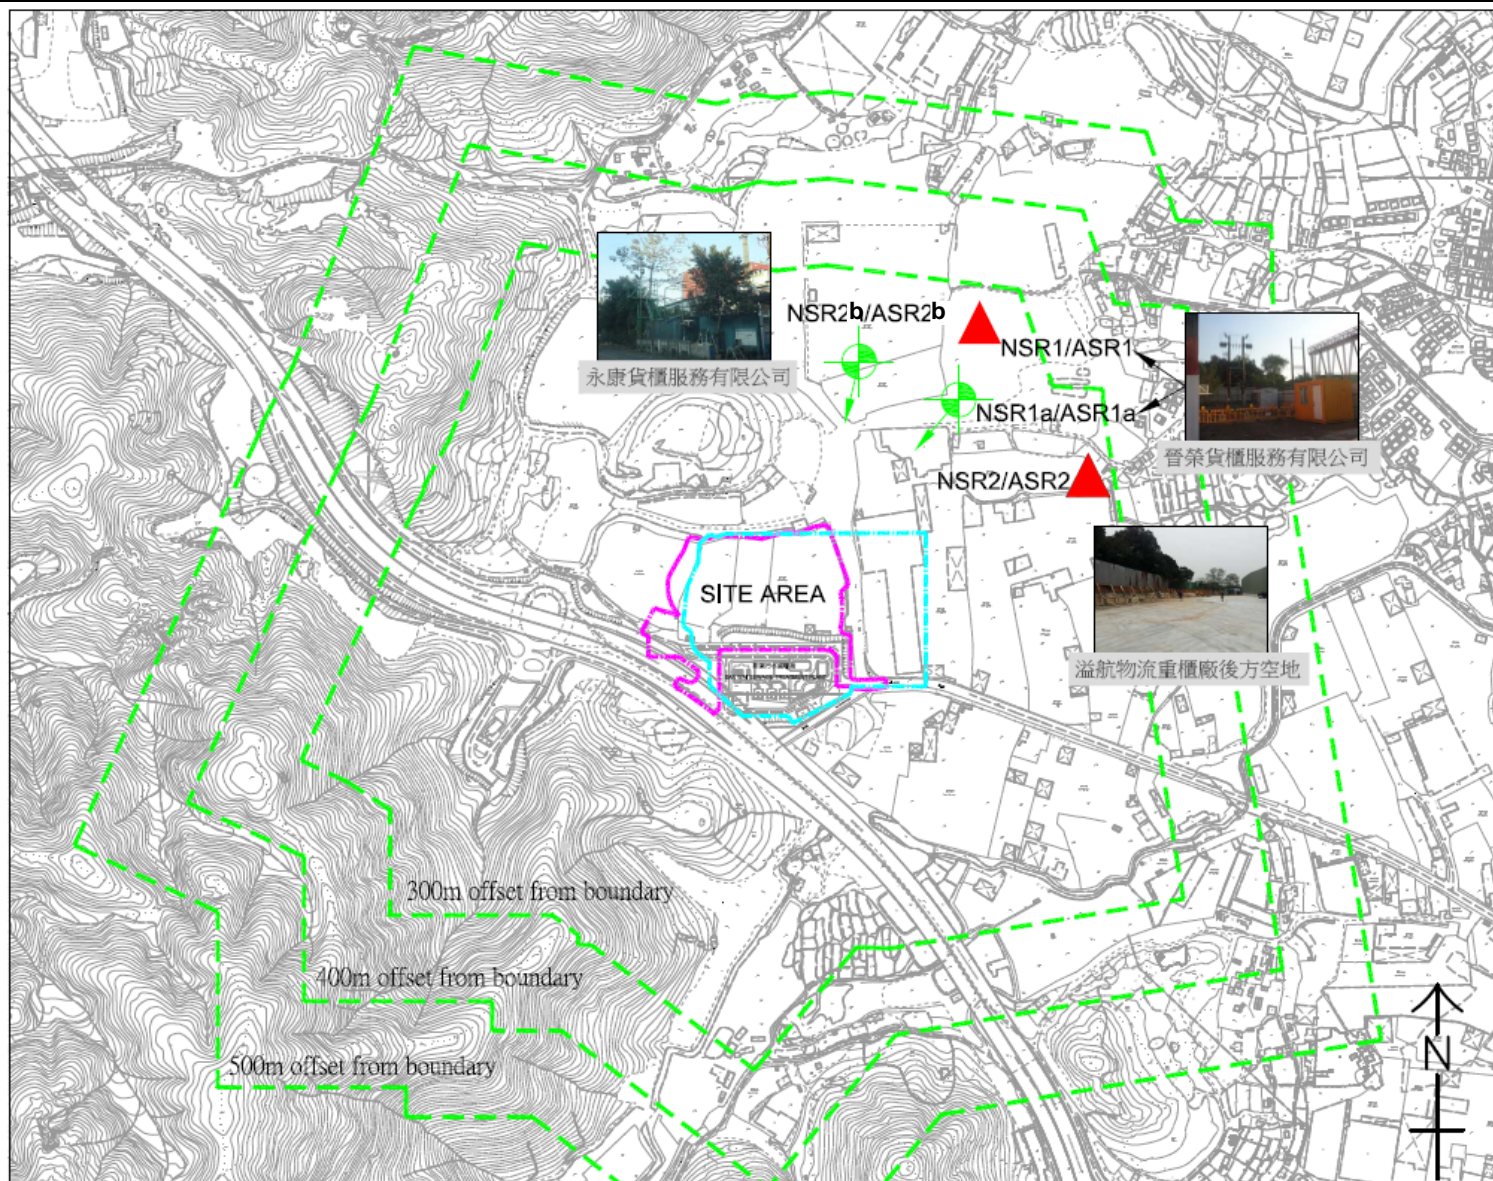 NSR2b/ASR2b
NSR1/ASR1
永康貨櫃服務有限公司
NSR1a/ASR1a
晉榮貨櫃服務有限公司
NSR2/ASR2
SITE AREA
溢航物流重櫃廠後方空地
300m offset from boundary
400m offset from boundary
500m offset from boundary
N